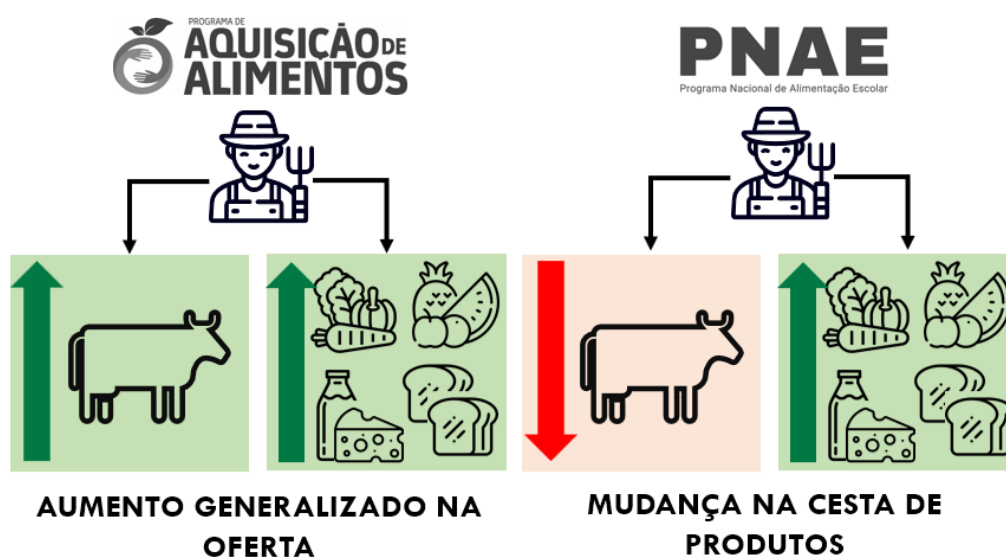 PROGRAMA DE
AQUISIÇÃO DE
ALIMENTOS
PNAE
Programa Nacional de Alimentação Escolar
AUMENTO GENERALIZADO NA
OFERTA
MUDANÇA NA CESTA DE
PRODUTOS